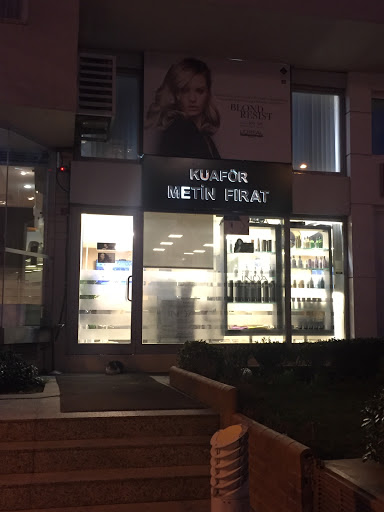 BLOND
RESIST
KUAFÖR
METİN FIRAT